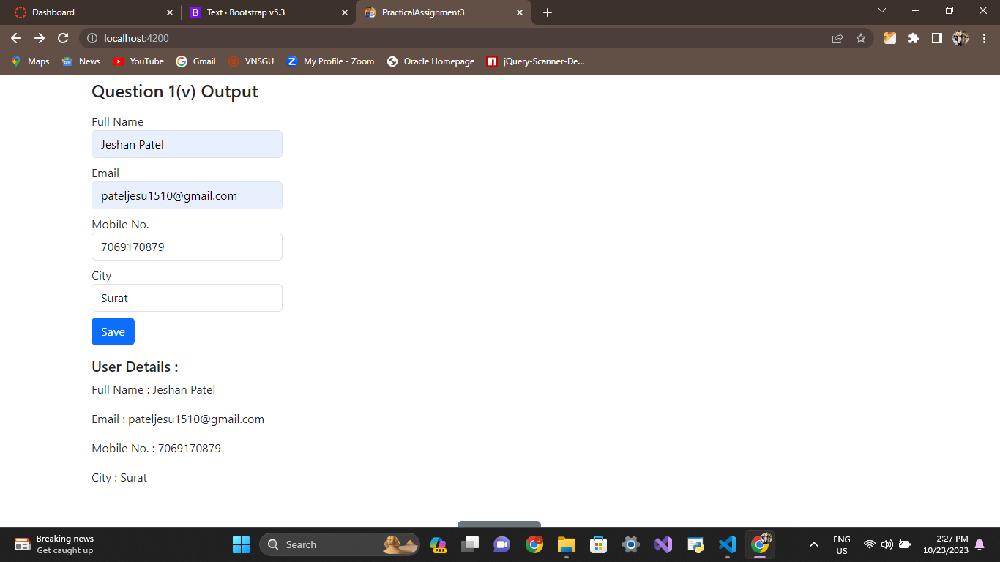 Dashboard
Text · Bootstrap v5.3
PracticalAssignment3
localhost:4200
Maps
News
YouTube
Gmail
VNSGU
My Profile - Zoom
Oracle Homepage
jQuery-Scanner-De...
Question 1(v) Output
Full Name
Jeshan Patel
Email
pateljesu1510@gmail.com
Mobile No.
7069170879
City
Surat
Save
User Details :
Full Name : Jeshan Patel
Email : pateljesu1510@gmail.com
Mobile No. : 7069170879
City : Surat
Breaking news
Get caught up
Search
PRE
ENG
US
2:27 PM
10/23/2023